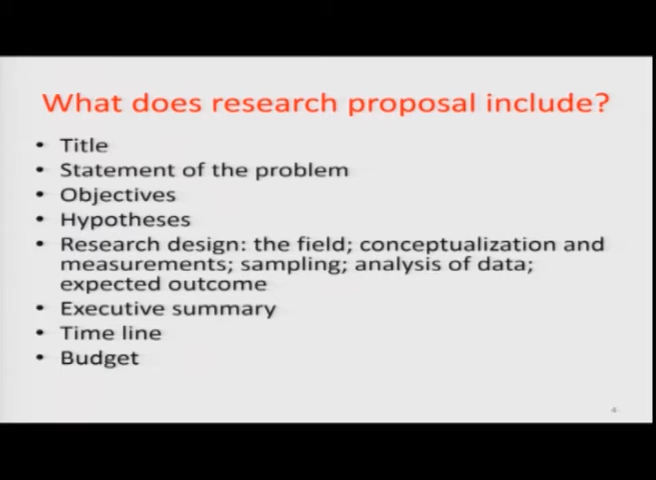 What does research proposal include?
• Title
• Statement of the problem
• Objectives
• Hypotheses
• Research design: the field; conceptualization and
measurements; sampling; analysis of data;
expected outcome
• Executive summary
• Time line
• Budget
4